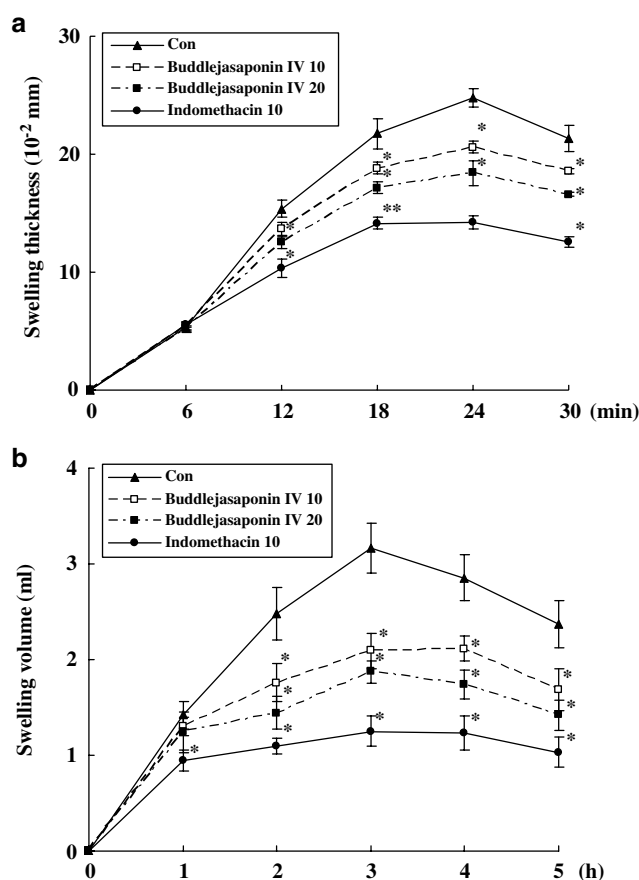 a
30
20
10
0
Swelling thickness (10⁻² mm)
Con
Buddlejasaponin IV 10
Buddlejasaponin IV 20
Indomethacin 10
*
*
*
*
*
*
*
**
*
*
0 6 12 18 24 30 (min)
b
4
3
2
1
0
Swelling volume (ml)
Con
Buddlejasaponin IV 10
Buddlejasaponin IV 20
Indomethacin 10
*
*
*
*
*
*
*
*
*
*
*
*
*
0 1 2 3 4 5 (h)